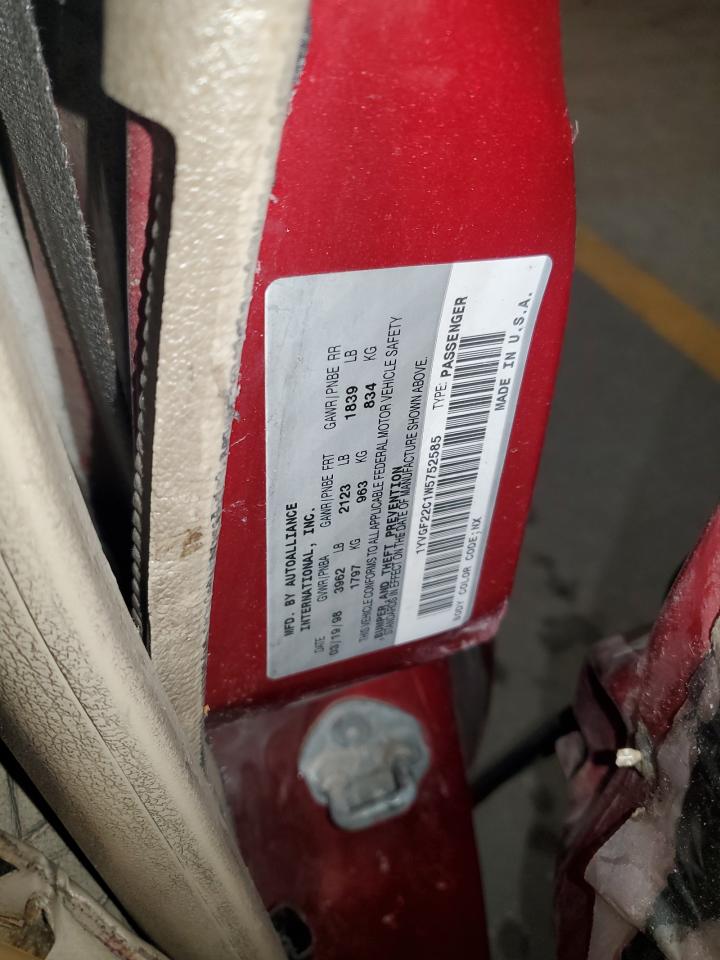 MFD. BY AUTOALLIANCE
INTERNATIONAL, INC.
DATE GVWR/PNBA GAWR/PNBE FRT GAWR/PNBE RR
03/19/98 3962 LB 2123 LB 1839 LB
1797 KG 963 KG 834 KG
THIS VEHICLE CONFORMS TO ALL APPLICABLE FEDERAL MOTOR VEHICLE SAFETY
BUMPER AND THEFT PREVENTION
STANDARDS IN EFFECT ON THE DATE OF MANUFACTURE SHOWN ABOVE.
1YVGF22C1W5752585 TYPE: PASSENGER
BODY COLOR CODE;NX MADE IN U.S.A.